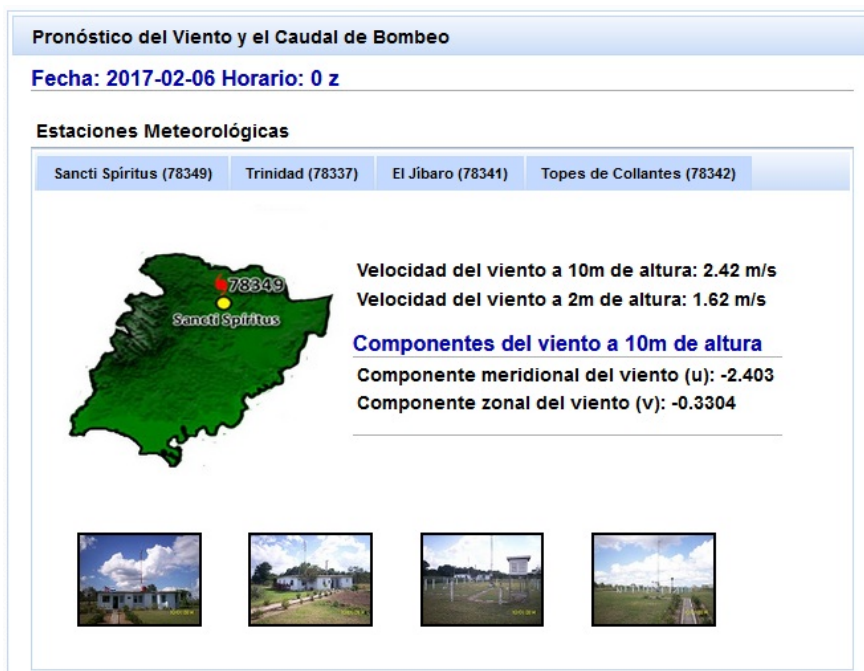 Pronóstico del Viento y el Caudal de Bombeo
Fecha: 2017-02-06 Horario: 0 z
Estaciones Meteorológicas
Sancti Spíritus (78349) Trinidad (78337) El Jíbaro (78341) Topes de Collantes (78342)
78349
Sancti Spíritus
Velocidad del viento a 10m de altura: 2.42 m/s
Velocidad del viento a 2m de altura: 1.62 m/s
Componentes del viento a 10m de altura
Componente meridional del viento (u): -2.403
Componente zonal del viento (v): -0.3304